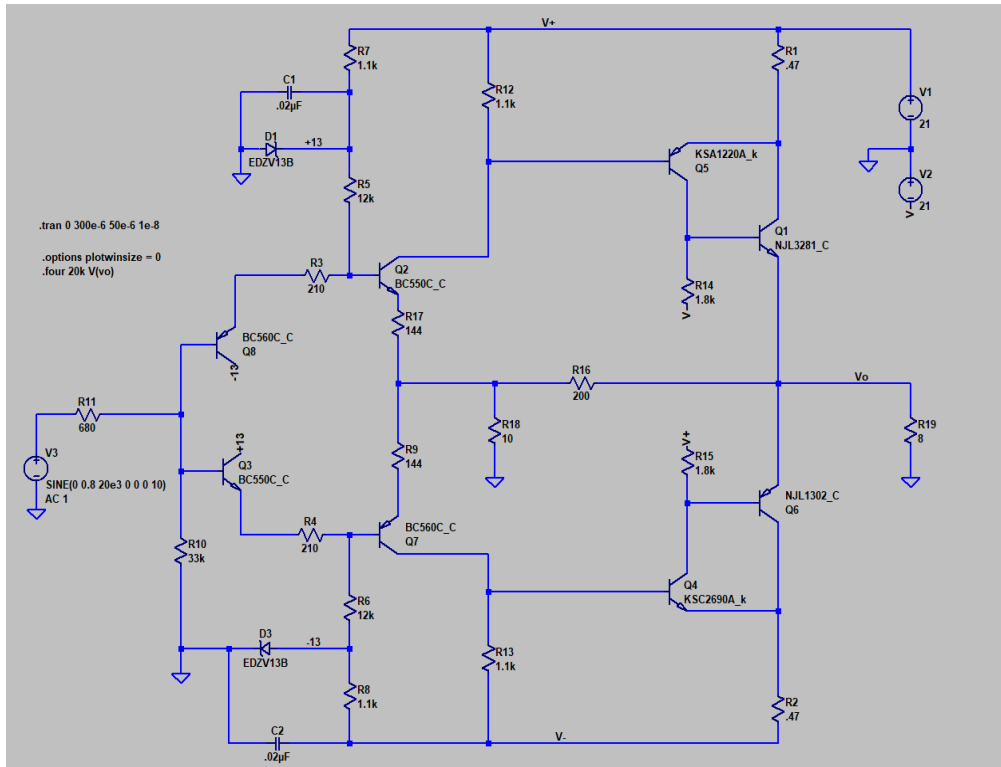 V+
R7
1.1k
R1
.47
C1
.02µF
R12
1.1k
V1
21
D1
+13
EDZV13B
KSA1220A_k
Q5
R5
12k
V2
21
V-
.tran 0 300e-6 50e-6 1e-8
.options plotwinsize = 0
.four 20k V(vo)
Q1
NJL3281_C
R3
210
Q2
BC550C_C
R14
1.8k
V-
R17
144
BC560C_C
Q8
-13
R16
200
Vo
R11
680
R18
10
R19
8
+13
V+
R9
144
R15
1.8k
V3
SINE(0 0.8 20e3 0 0 0 10)
AC 1
Q3
BC550C_C
NJL1302_C
Q6
R4
210
BC560C_C
Q7
R10
33k
Q4
KSC2690A_k
R6
12k
D3
-13
EDZV13B
R13
1.1k
R8
1.1k
R2
.47
C2
.02µF
V-